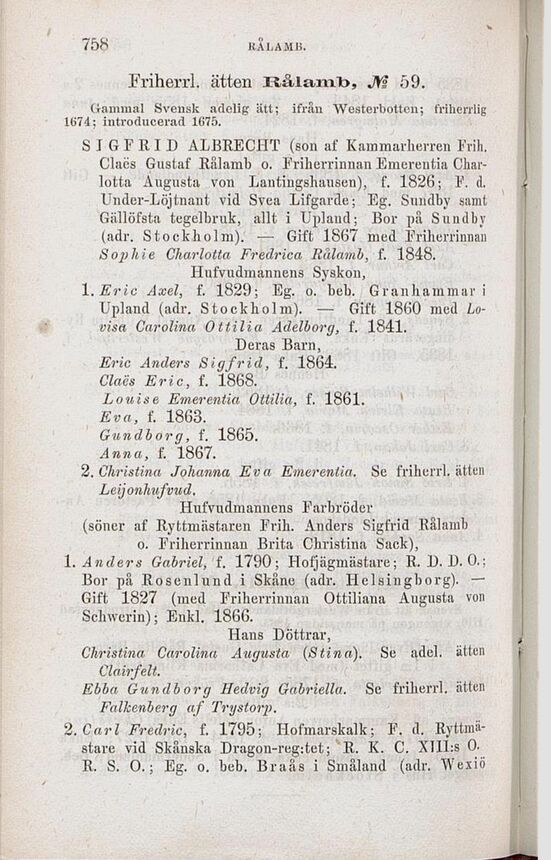 758
RÅLAMB.
Friherrl. ätten Rålamb, № 59.
Gammal Svensk adelig ätt; ifrån Westerbotten; friherrlig
1674; introducerad 1675.
SIGFRID ALBRECHT (son af Kammarherren Frih.
Claës Gustaf Rålamb o. Friherrinnan Emerentia Char-
lotta Augusta von Lantingshausen), f. 1826; F. d.
Under-Löjtnant vid Svea Lifgarde; Eg. Sundby samt
Gällöfsta tegelbruk, allt i Upland; Bor på Sundby
(adr. Stockholm). — Gift 1867 med Friherrinnan
Sophie Charlotta Fredrica Rålamb, f. 1848.
Hufvudmannens Syskon,
1. Eric Axel, f. 1829; Eg. o. beb. Granhammar i
Upland (adr. Stockholm). — Gift 1860 med Lo-
visa Carolina Ottilia Adelborg, f. 1841.
Deras Barn,
Eric Anders Sigfrid, f. 1864.
Claës Eric, f. 1868.
Louise Emerentia Ottilia, f. 1861.
Eva, f. 1863.
Gundborg, f. 1865.
Anna, f. 1867.
2. Christina Johanna Eva Emerentia. Se friherrl. ätten
Leijonhufvud.
Hufvudmannens Farbröder
(söner af Ryttmästaren Frih. Anders Sigfrid Rålamb
o. Friherrinnan Brita Christina Sack),
1. Anders Gabriel, f. 1790; Hofjägmästare; R. D. D. O.;
Bor på Rosenlund i Skåne (adr. Helsingborg). —
Gift 1827 (med Friherrinnan Ottiliana Augusta von
Schwerin); Enkl. 1866.
Hans Döttrar,
Christina Carolina Augusta (Stina). Se adel. ätten
Clairfelt.
Ebba Gundborg Hedvig Gabriella. Se friherrl. ätten
Falkenberg af Trystorp.
2. Carl Fredric, f. 1795; Hofmarskalk; F. d. Ryttmä-
stare vid Skånska Dragon-reg:tet; R. K. C. XIII:s O.
R. S. O.; Eg. o. beb. Braås i Småland (adr. Wexiö